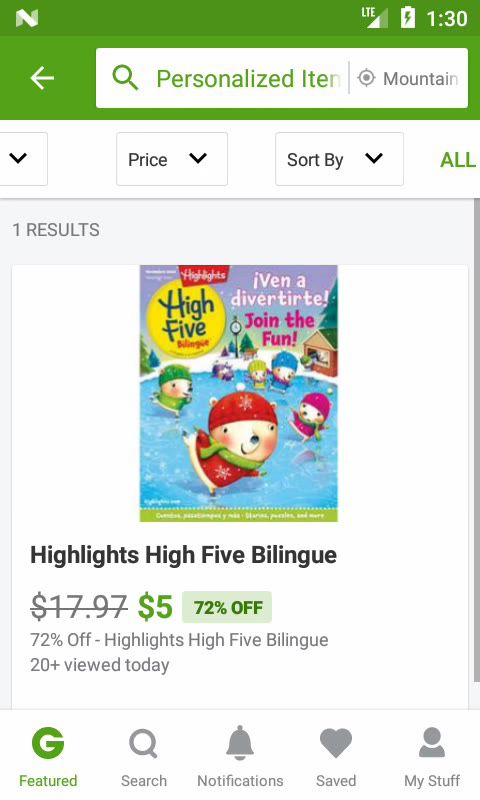 LTE 1:30
Personalized Iten
Mountain
Price
Sort By
ALL
1 RESULTS
Highlights
¡Ven a
divertirte!
Join the
Fun!
High
Five
Bilingüe
Cuentos, pasatiempos y más · Stories, puzzles, and more
Highlights High Five Bilingue
$17.97 $5 72% OFF
72% Off - Highlights High Five Bilingue
20+ viewed today
G
Featured
Search
Notifications
Saved
My Stuff